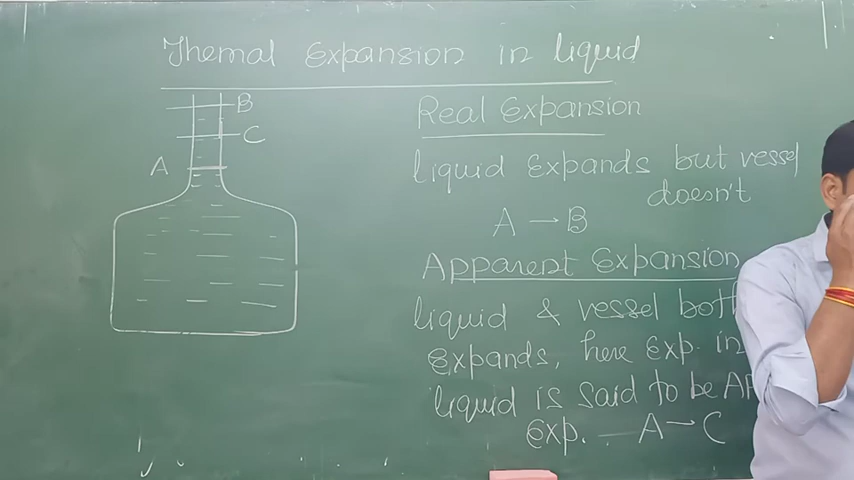 Themal Expansion in liquid
B
C
A
Real Expansion
liquid Expands but vessel
doesn't
A → B
Apparent Expansion
liquid & vessel both
expands, here Exp. in
liquid is said to be
Exp. — A → C